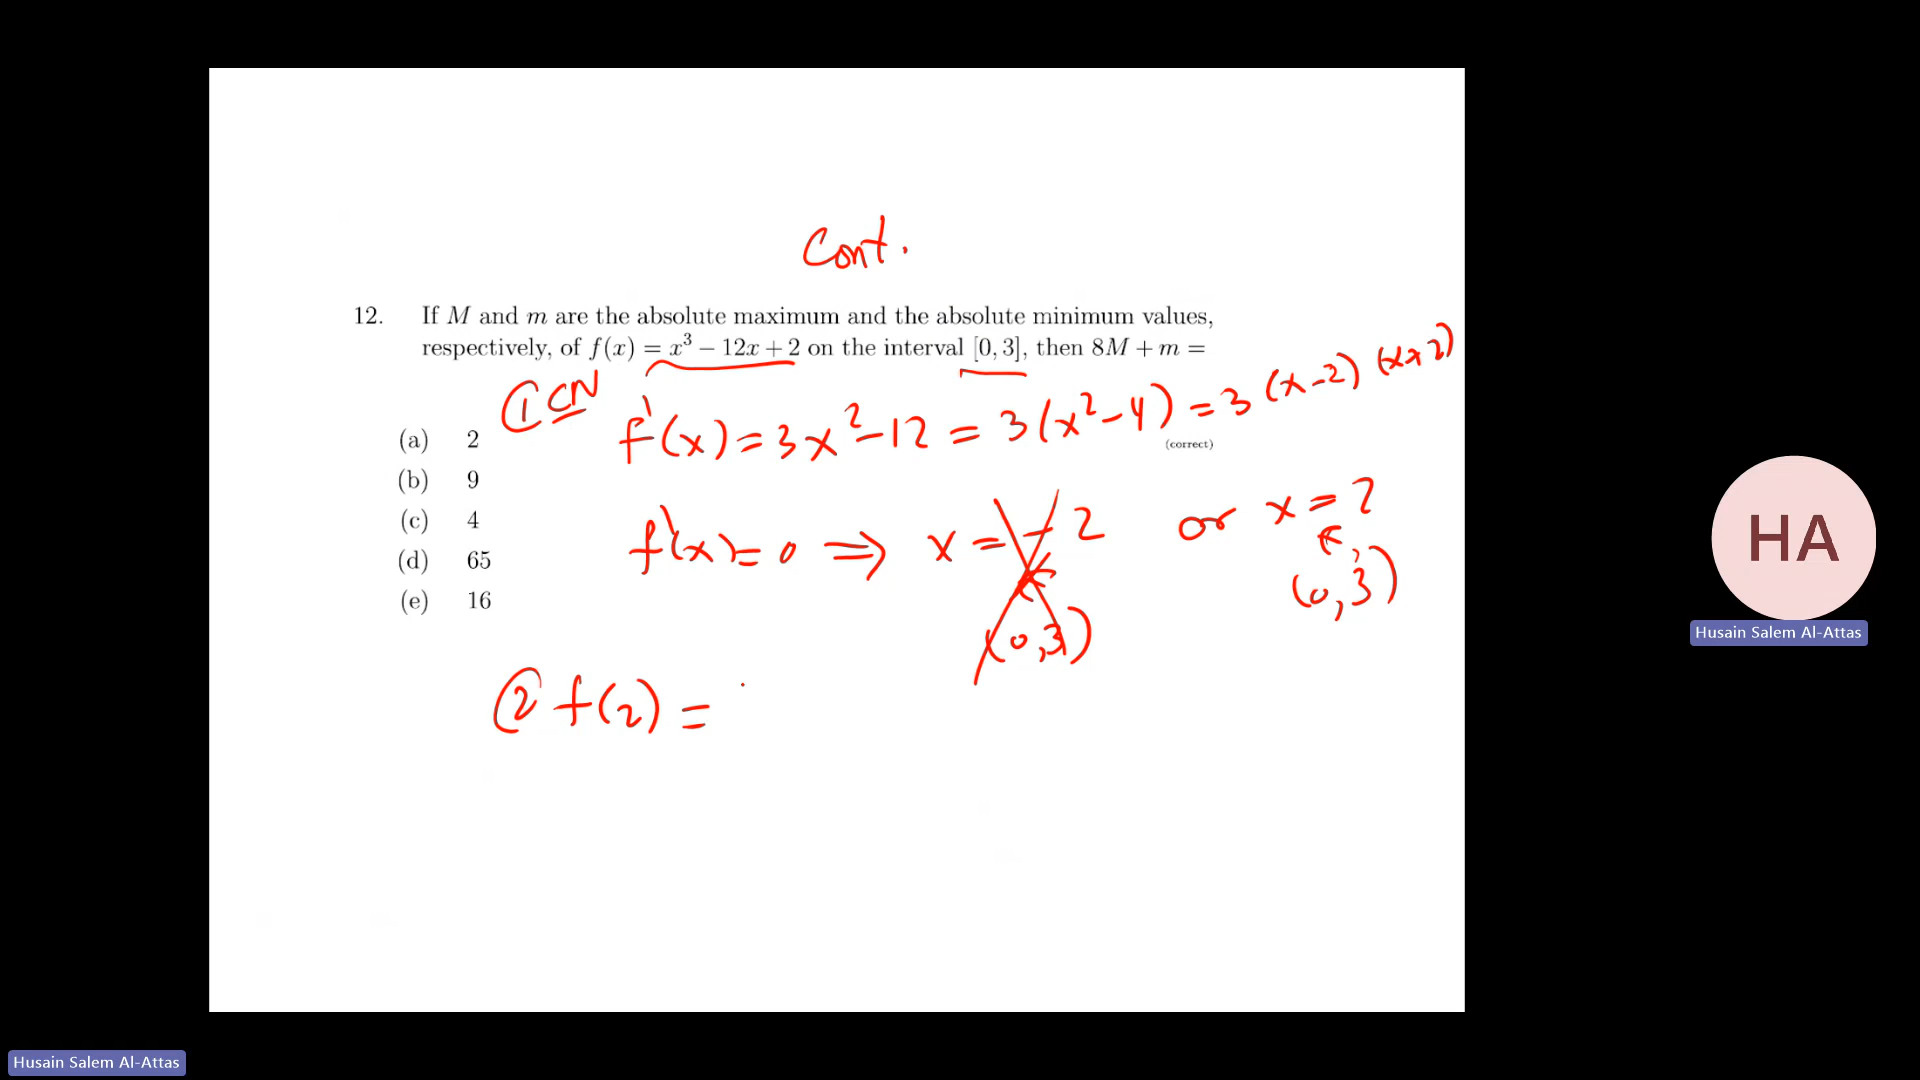 Cont.
12. If M and m are the absolute maximum and the absolute minimum values,
respectively, of f(x) = x³ − 12x + 2 on the interval [0, 3], then 8M + m =
① CN f'(x) = 3x² − 12 = 3(x² − 4) = 3 (x − 2) (x + 2)
(a) 2 (correct)
(b) 9
f'(x) = 0 ⇒ x = − 2 or x = 2
(c) 4
(d) 65
(0, 3)
(e) 16
(0, 3)
② f(2) =
HA
Husain Salem Al-Attas
Husain Salem Al-Attas